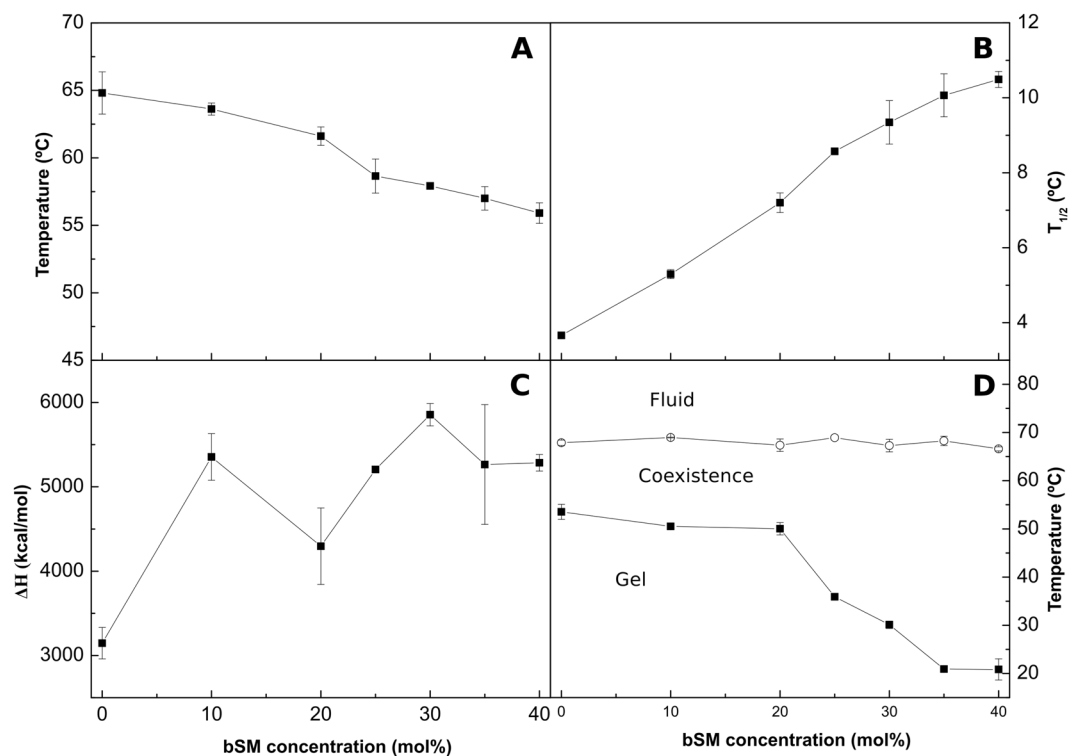 A
Temperature (ºC)
70
65
60
55
50
45
B
T1/2 (ºC)
12
10
8
6
4
C
ΔH (kcal/mol)
6000
5000
4000
3000
0 10 20 30 40
bSM concentration (mol%)
D
Fluid
Coexistence
Gel
Temperature (ºC)
80
70
60
50
40
30
20
0 10 20 30 40
bSM concentration (mol%)